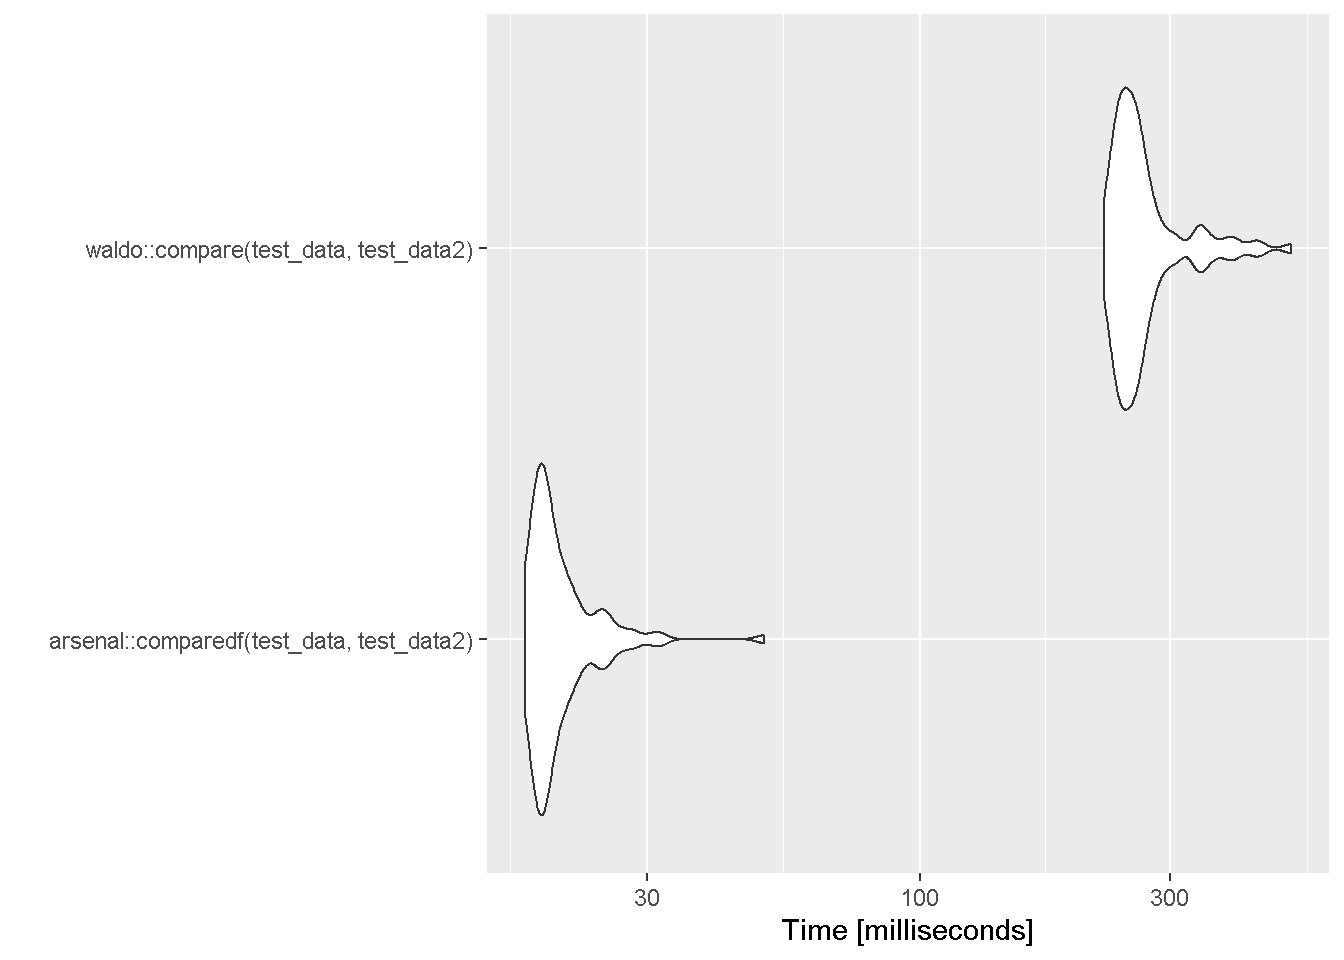 waldo::compare(test_data, test_data2)
arsenal::comparedf(test_data, test_data2)
30 100 300
Time [milliseconds]